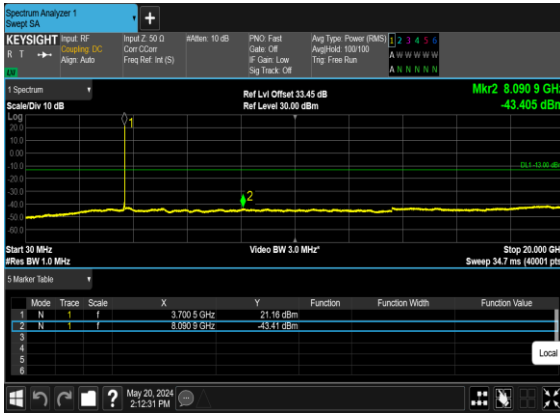 Spectrum Analyzer 1
Swept SA
+
KEYSIGHT Input: RF Input Z: 50 Ω #Atten: 10 dB PNO: Fast Avg Type: Power (RMS) 1 2 3 4 5 6
R T Coupling: DC Corr CCorr Gate: Off Avg|Hold: 100/100 A W W W W W
Align: Auto Freq Ref: Int (S) IF Gain: Low Trig: Free Run
Sig Track: Off A N N N N N
1 Spectrum
Ref Lvl Offset 33.45 dB Mkr2 8.090 9 GHz
Scale/Div 10 dB Ref Level 30.00 dBm -43.405 dBm
Log
20.0
10.0
0.00
-10.0
-20.0
-30.0
-40.0
-50.0
-60.0
1
2
DL1 -13.00 dBm
Start 30 MHz Video BW 3.0 MHz* Stop 20.000 GHz
#Res BW 1.0 MHz Sweep 34.7 ms (40001 pts)
5 Marker Table
Mode Trace Scale X Y Function Function Width Function Value
1 N 1 f 3.700 5 GHz 21.16 dBm
2 N 1 f 8.090 9 GHz -43.41 dBm
3
4
5
6
Local
? May 20, 2024
2:12:31 PM